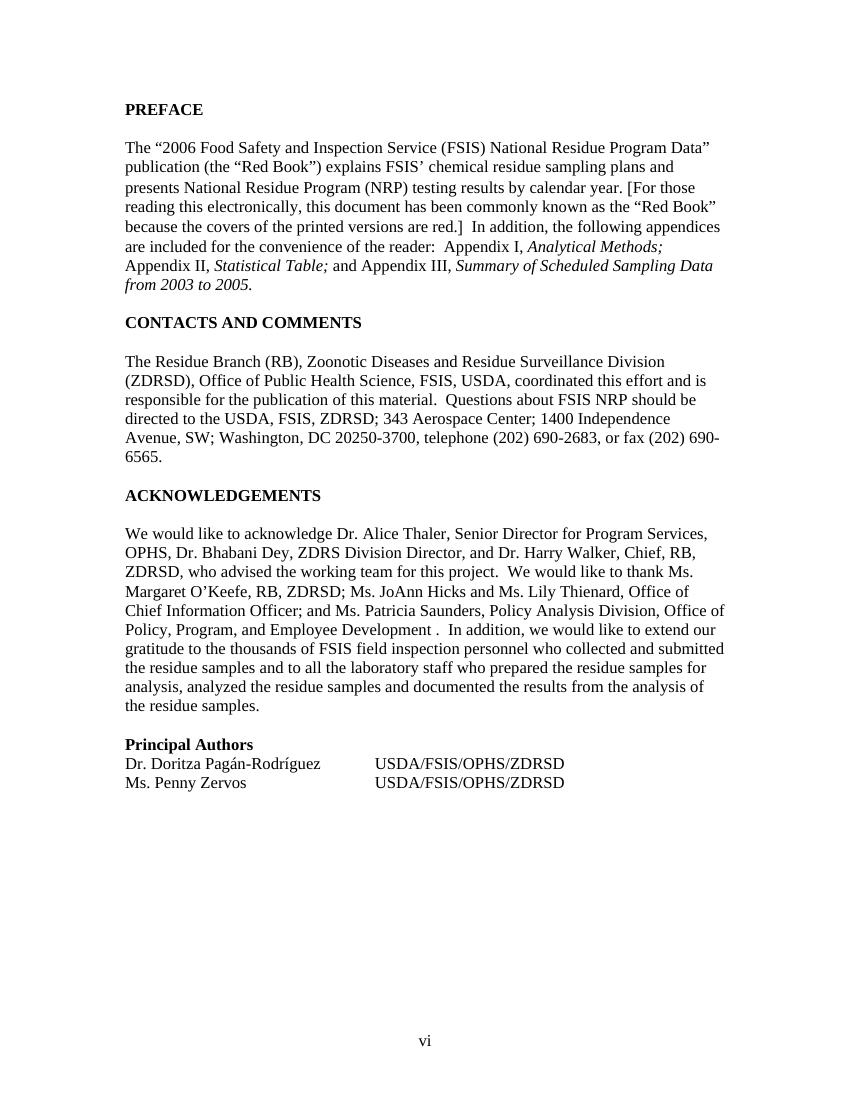 PREFACE
The “2006 Food Safety and Inspection Service (FSIS) National Residue Program Data”
publication (the “Red Book”) explains FSIS’ chemical residue sampling plans and
presents National Residue Program (NRP) testing results by calendar year. [For those
reading this electronically, this document has been commonly known as the “Red Book”
because the covers of the printed versions are red.]  In addition, the following appendices
are included for the convenience of the reader:  Appendix I, Analytical Methods;
Appendix II, Statistical Table; and Appendix III, Summary of Scheduled Sampling Data
from 2003 to 2005.
CONTACTS AND COMMENTS
The Residue Branch (RB), Zoonotic Diseases and Residue Surveillance Division
(ZDRSD), Office of Public Health Science, FSIS, USDA, coordinated this effort and is
responsible for the publication of this material.  Questions about FSIS NRP should be
directed to the USDA, FSIS, ZDRSD; 343 Aerospace Center; 1400 Independence
Avenue, SW; Washington, DC 20250-3700, telephone (202) 690-2683, or fax (202) 690-
6565.
ACKNOWLEDGEMENTS
We would like to acknowledge Dr. Alice Thaler, Senior Director for Program Services,
OPHS, Dr. Bhabani Dey, ZDRS Division Director, and Dr. Harry Walker, Chief, RB,
ZDRSD, who advised the working team for this project.  We would like to thank Ms.
Margaret O’Keefe, RB, ZDRSD; Ms. JoAnn Hicks and Ms. Lily Thienard, Office of
Chief Information Officer; and Ms. Patricia Saunders, Policy Analysis Division, Office of
Policy, Program, and Employee Development .  In addition, we would like to extend our
gratitude to the thousands of FSIS field inspection personnel who collected and submitted
the residue samples and to all the laboratory staff who prepared the residue samples for
analysis, analyzed the residue samples and documented the results from the analysis of
the residue samples.
Principal Authors
Dr. Doritza Pagán-Rodríguez USDA/FSIS/OPHS/ZDRSD
Ms. Penny Zervos USDA/FSIS/OPHS/ZDRSD
vi